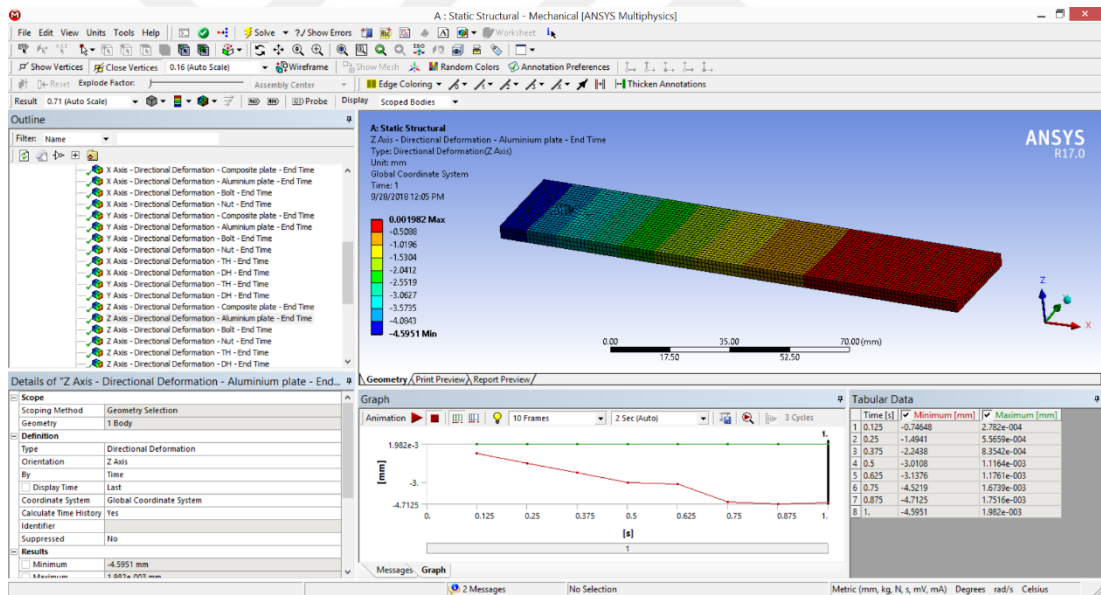 A : Static Structural - Mechanical [ANSYS Multiphysics]
File Edit View Units Tools Help Solve ?/ Show Errors Worksheet
Show Vertices Close Vertices 0.16 (Auto Scale) Wireframe Show Mesh Random Colors Annotation Preferences
Reset Explode Factor: Assembly Center Edge Coloring Thicken Annotations
Result 0.71 (Auto Scale) Probe Display Scoped Bodies
Outline
Filter: Name
X Axis - Directional Deformation - Composite plate - End Time
X Axis - Directional Deformation - Aluminium plate - End Time
X Axis - Directional Deformation - Bolt - End Time
X Axis - Directional Deformation - Nut - End Time
Y Axis - Directional Deformation - Composite plate - End Time
Y Axis - Directional Deformation - Aluminium plate - End Time
Y Axis - Directional Deformation - Bolt - End Time
Y Axis - Directional Deformation - Nut - End Time
X Axis - Directional Deformation - TH - End Time
X Axis - Directional Deformation - DH - End Time
Y Axis - Directional Deformation - TH - End Time
Y Axis - Directional Deformation - DH - End Time
Z Axis - Directional Deformation - Composite plate - End Time
Z Axis - Directional Deformation - Aluminium plate - End Time
Z Axis - Directional Deformation - Bolt - End Time
Z Axis - Directional Deformation - Nut - End Time
Z Axis - Directional Deformation - TH - End Time
Z Axis - Directional Deformation - DH - End Time
A: Static Structural
Z Axis - Directional Deformation - Aluminium plate - End Time
Type: Directional Deformation(Z Axis)
Unit: mm
Global Coordinate System
Time: 1
9/28/2018 12:05 PM
0.001982 Max
-0.5088
-1.0196
-1.5304
-2.0412
-2.5519
-3.0627
-3.5735
-4.0843
-4.5951 Min
ANSYS
R17.0
Z
X
0.00 35.00 70.00 (mm)
17.50 52.50
Geometry Print Preview Report Preview
Details of "Z Axis - Directional Deformation - Aluminium plate - End...
Scope
Scoping Method Geometry Selection
Geometry 1 Body
Definition
Type Directional Deformation
Orientation Z Axis
By Time
Display Time Last
Coordinate System Global Coordinate System
Calculate Time History Yes
Identifier
Suppressed No
Results
Minimum -4.5951 mm
Maximum 1.982e-003 mm
Graph
Animation 10 Frames 2 Sec (Auto) 3 Cycles
1.
1.982e-3
-3.
-4.7125
[mm]
0. 0.125 0.25 0.375 0.5 0.625 0.75 0.875 1.
[s]
1
Messages Graph
Tabular Data
Time [s] Minimum [mm] Maximum [mm]
1 0.125 -0.74648 2.782e-004
2 0.25 -1.4941 5.5659e-004
3 0.375 -2.2438 8.3542e-004
4 0.5 -3.0108 1.1164e-003
5 0.625 -3.1376 1.1761e-003
6 0.75 -4.5219 1.6739e-003
7 0.875 -4.7125 1.7516e-003
8 1. -4.5951 1.982e-003
2 Messages No Selection Metric (mm, kg, N, s, mV, mA) Degrees rad/s Celsius